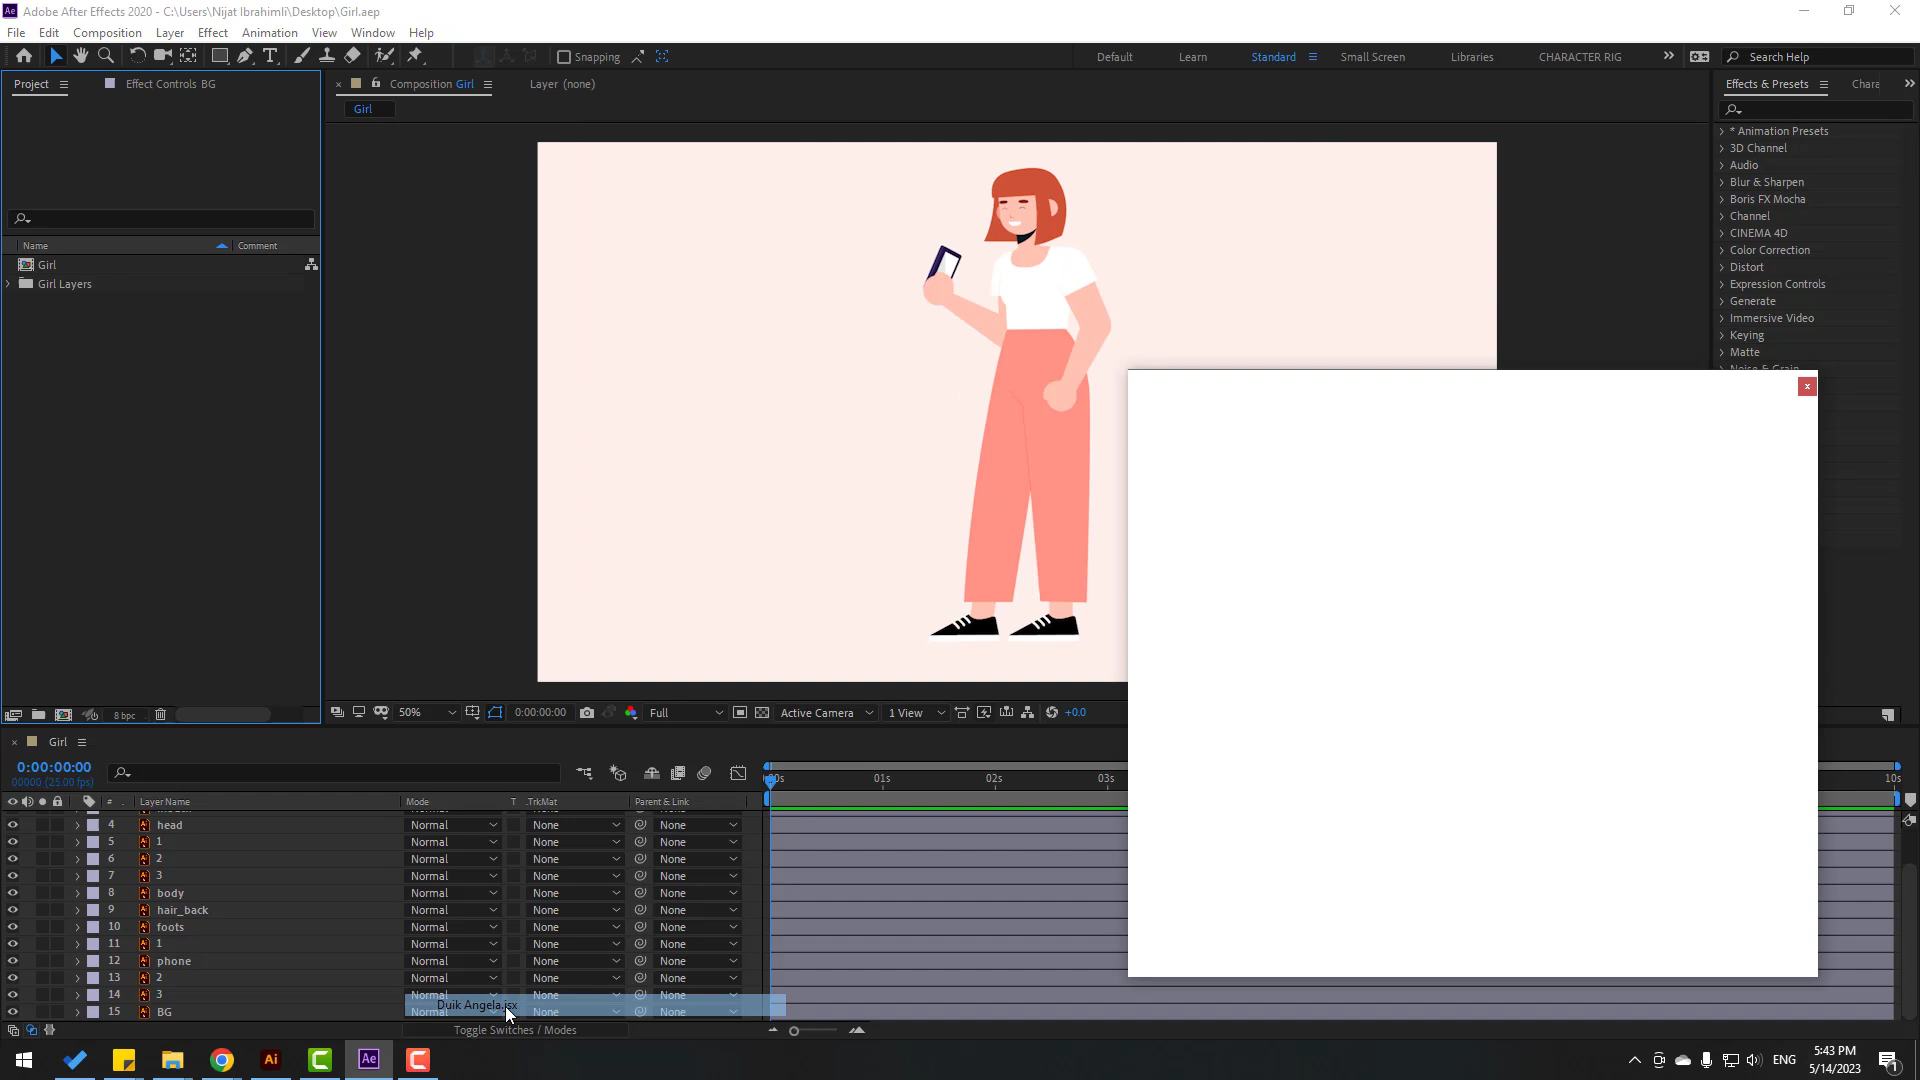 Ae Adobe After Effects 2020 - C:\Users\Nijat Ibrahimli\Desktop\Girl.aep
File Edit Composition Layer Effect Animation View Window Help
Snapping
Default Learn Standard Small Screen Libraries CHARACTER RIG Search Help
Project Effect Controls BG
Composition Girl Layer (none)
Effects & Presets Chara
Girl
Name Comment
Girl
Girl Layers
* Animation Presets
3D Channel
Audio
Blur & Sharpen
Boris FX Mocha
Channel
CINEMA 4D
Color Correction
Distort
Expression Controls
Generate
Immersive Video
Keying
Matte
Noise & Grain
8 bpc
50% 0:00:00:00 Full Active Camera 1 View +0.0
Girl
0:00:00:00
00000 (25.00 fps)
00s 01s 02s 03s 10s
# Layer Name Mode T .TrkMat Parent & Link
4 head Normal None None
5 1 Normal None None
6 2 Normal None None
7 3 Normal None None
8 body Normal None None
9 hair_back Normal None None
10 foots Normal None None
11 1 Normal None None
12 phone Normal None None
13 2 Normal None None
14 3 Normal None None
Duik Angela.jsx
15 BG Normal None None
Toggle Switches / Modes
Ai Ae
ENG
5:43 PM
5/14/2023
1